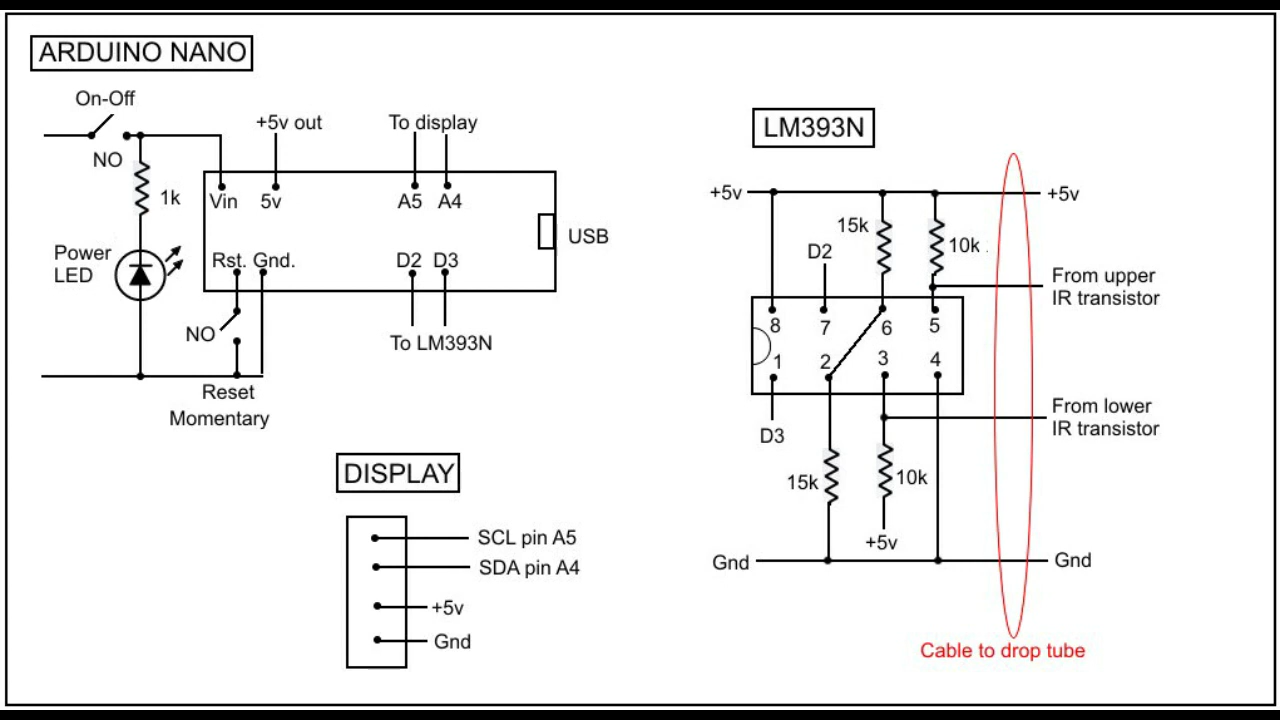 ARDUINO NANO
On-Off
NO
1k
+5v out
To display
Vin 5v A5 A4
USB
Power
LED
Rst. Gnd. D2 D3
NO
To LM393N
Reset
Momentary
DISPLAY
SCL pin A5
SDA pin A4
+5v
Gnd
LM393N
+5v
+5v
15k
10k
D2
From upper
IR transistor
8 7 6 5
1 2 3 4
From lower
IR transistor
D3
15k
10k
+5v
Gnd
Gnd
Cable to drop tube